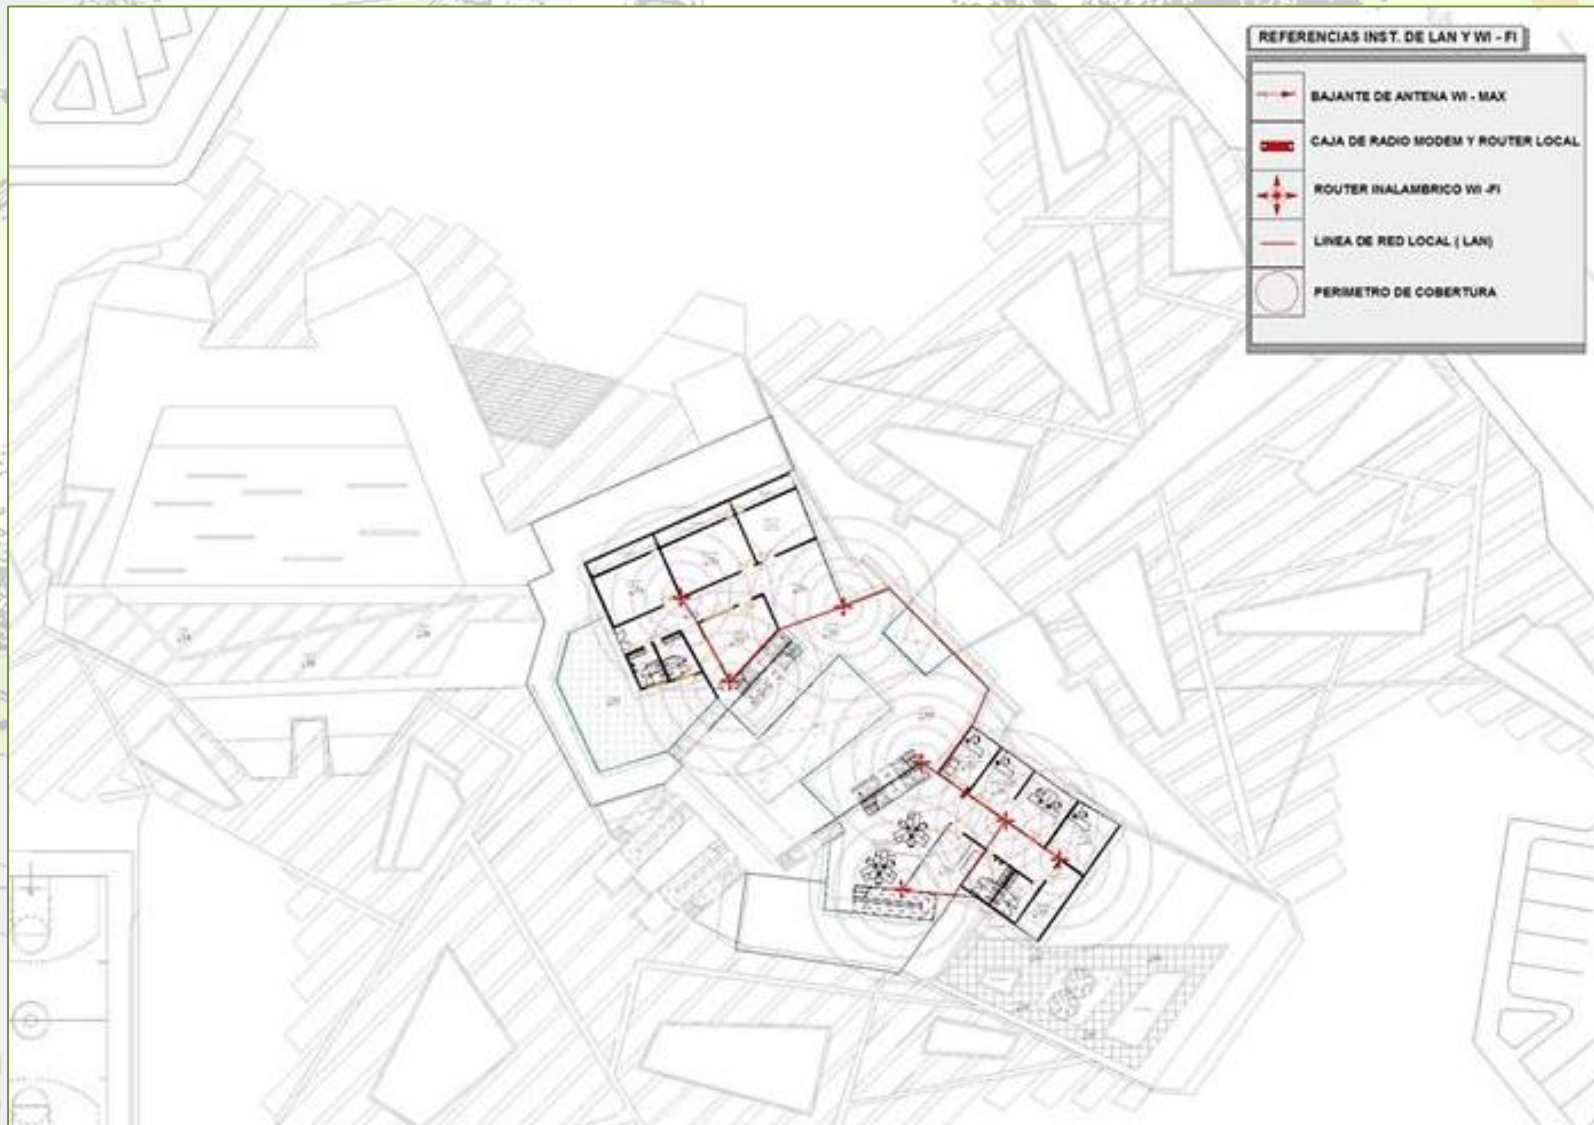 REFERENCIAS INST. DE LAN Y WI - FI
BAJANTE DE ANTENA WI - MAX
CAJA DE RADIO MODEM Y ROUTER LOCAL
ROUTER INALAMBRICO WI -FI
LINEA DE RED LOCAL ( LAN)
PERIMETRO DE COBERTURA